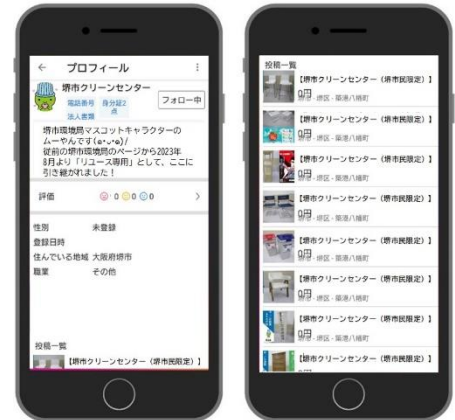 プロフィール
堺市クリーンセンター
電話番号 身分証2点
法人書類
フォロー中
堺市環境局マスコットキャラクターの
ムーやんです(๑•ᴗ•๑)/
従前の堺市環境局のページから2023年
8月より「リユース専用」として、ここに
引き継がれました！
評価 0 0 0
性別 未登録
登録日時
住んでいる地域 大阪府堺市
職業 その他
投稿一覧
【堺市クリーンセンター（堺市民限定）】
投稿一覧
【堺市クリーンセンター（堺市民限定）】
0円
堺市 - 堺区 - 築港八幡町
【堺市クリーンセンター（堺市民限定）】
0円
堺市 - 堺区 - 築港八幡町
【堺市クリーンセンター（堺市民限定）】
0円
堺市 - 堺区 - 築港八幡町
【堺市クリーンセンター（堺市民限定）】
0円
堺市 - 堺区 - 築港八幡町
【堺市クリーンセンター（堺市民限定）】
0円
堺市 - 堺区 - 築港八幡町
【堺市クリーンセンター（堺市民限定）】
0円
堺市 - 堺区 - 築港八幡町
【堺市クリーンセンター（堺市民限定）】
0円
堺市 - 堺区 - 築港八幡町
【堺市クリーンセンター（堺市民限定）】